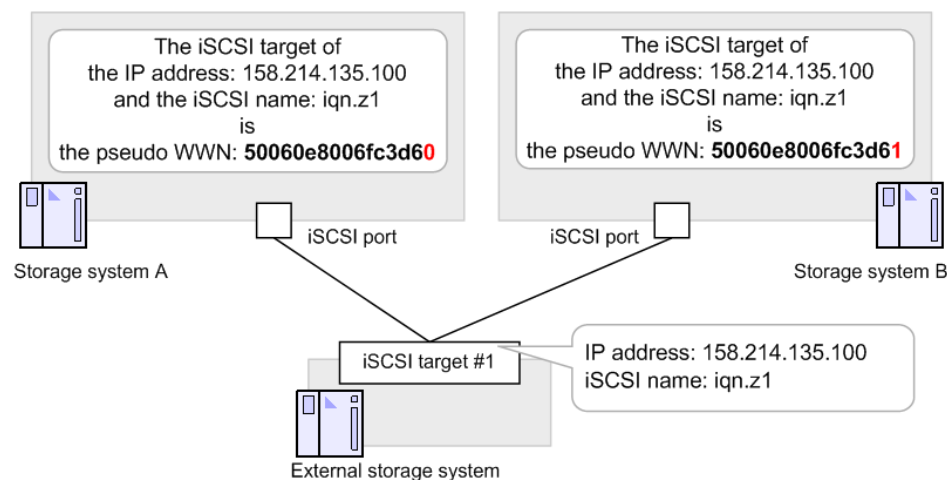 The iSCSI target of
the IP address: 158.214.135.100
and the iSCSI name: iqn.z1
is
the pseudo WWN: 50060e8006fc3d60
The iSCSI target of
the IP address: 158.214.135.100
and the iSCSI name: iqn.z1
is
the pseudo WWN: 50060e8006fc3d61
iSCSI port
iSCSI port
Storage system A
Storage system B
iSCSI target #1
IP address: 158.214.135.100
iSCSI name: iqn.z1
External storage system